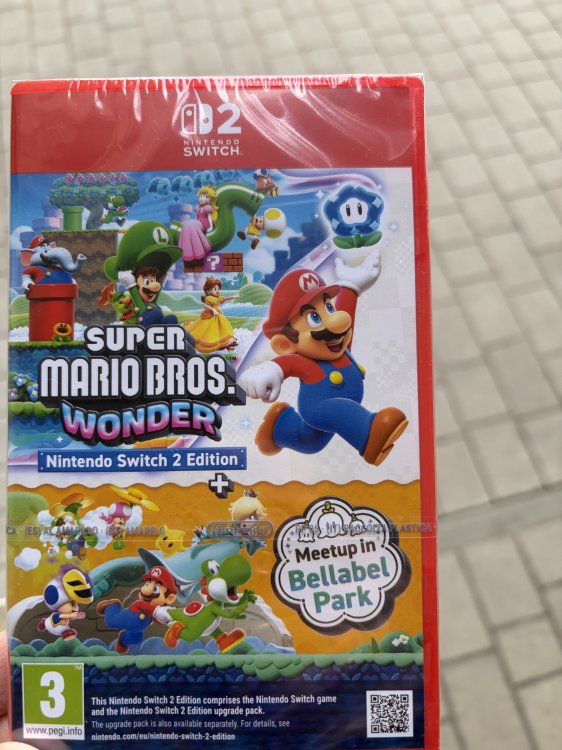 2
NINTENDO
SWITCH
L
?
M
SUPER
MARIO BROS.
WONDER
Nintendo Switch 2 Edition
+
Meetup in
Bellabel
Park
3
www.pegi.info
This Nintendo Switch 2 Edition comprises the Nintendo Switch game
and the Nintendo Switch 2 Edition upgrade pack.
The upgrade pack is also available separately. For details, see
nintendo.com/eu/nintendo-switch-2-edition